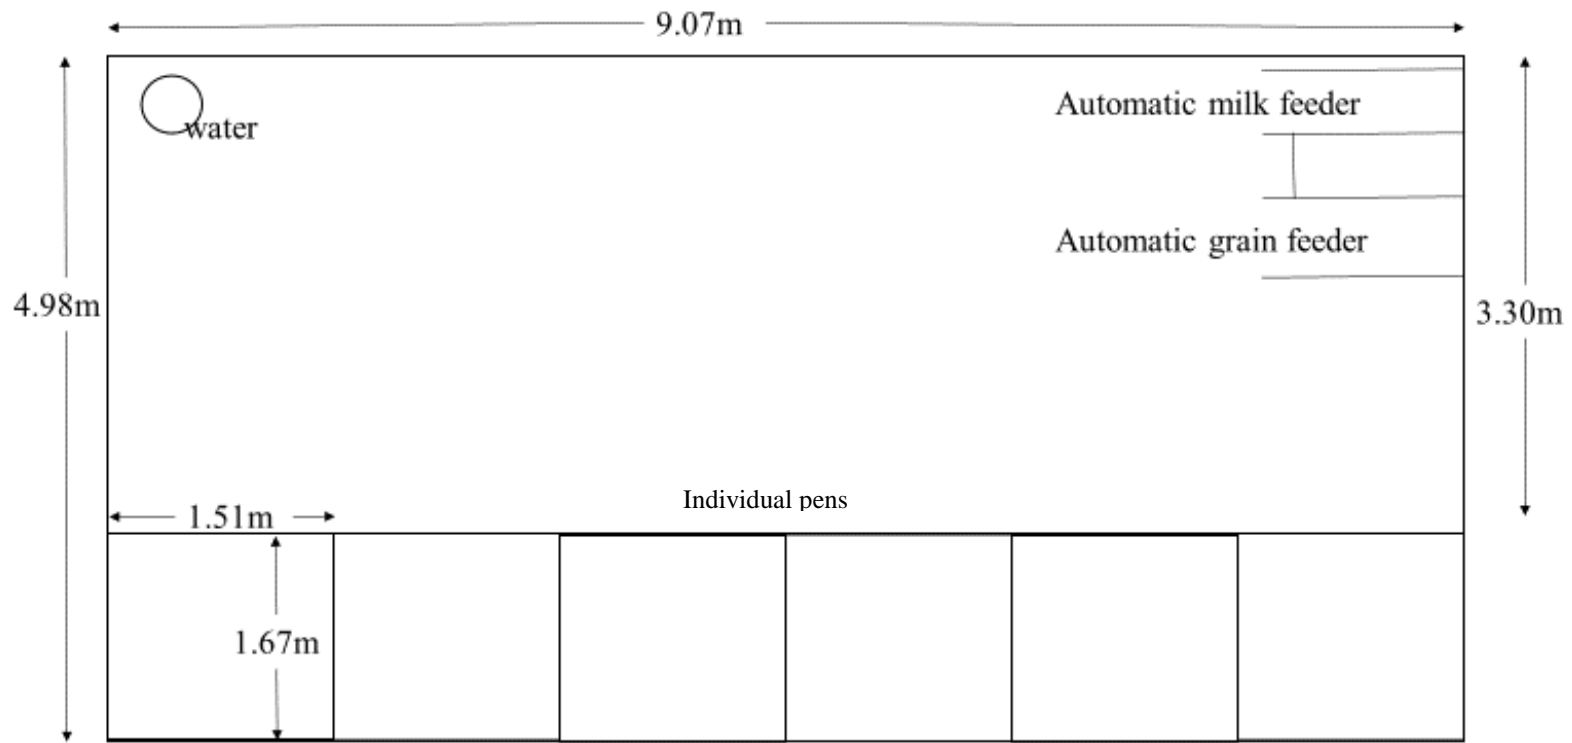 9.07m
water
Automatic milk feeder
Automatic grain feeder
4.98m
3.30m
Individual pens
1.51m
1.67m